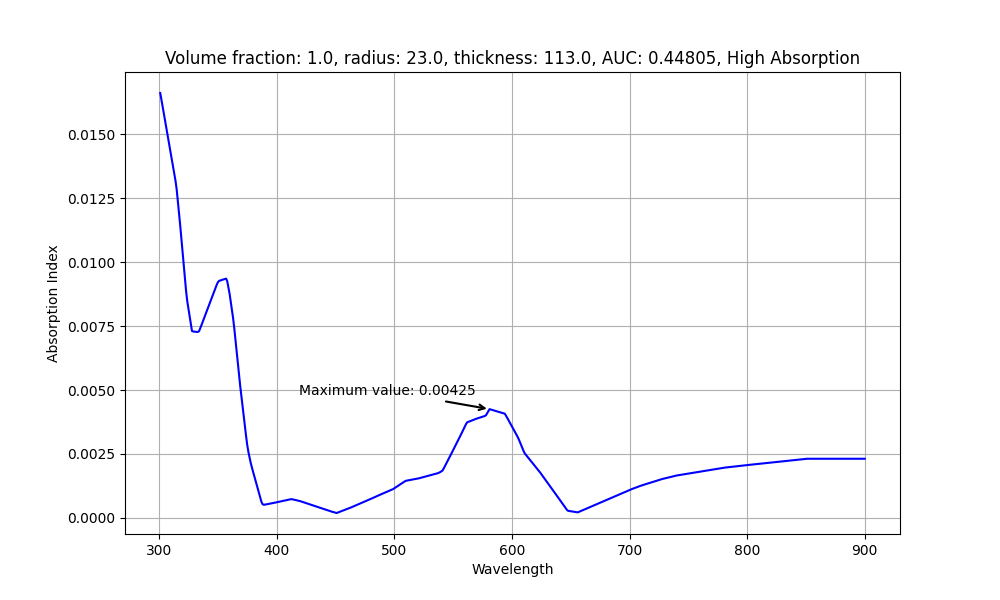 Volume fraction: 1.0, radius: 23.0, thickness: 113.0, AUC: 0.44805, High Absorption
0.0150
0.0125
0.0100
0.0075
0.0050
0.0025
0.0000
Absorption Index
Maximum value: 0.00425
300 400 500 600 700 800 900
Wavelength